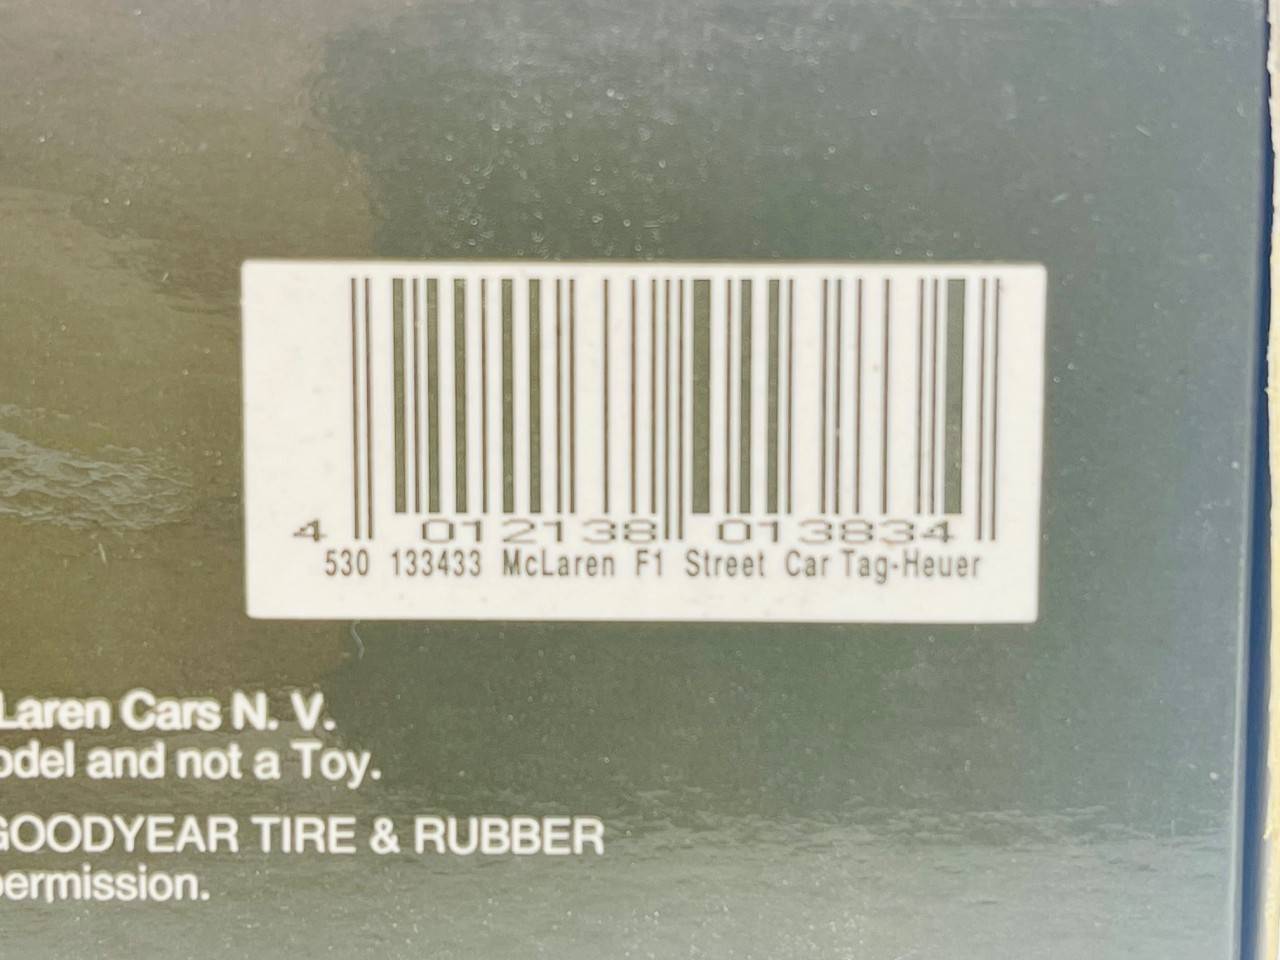 4 012138 013834
530 133433 McLaren F1 Street Car Tag-Heuer
Laren Cars N. V.
odel and not a Toy.
GOODYEAR TIRE & RUBBER
permission.